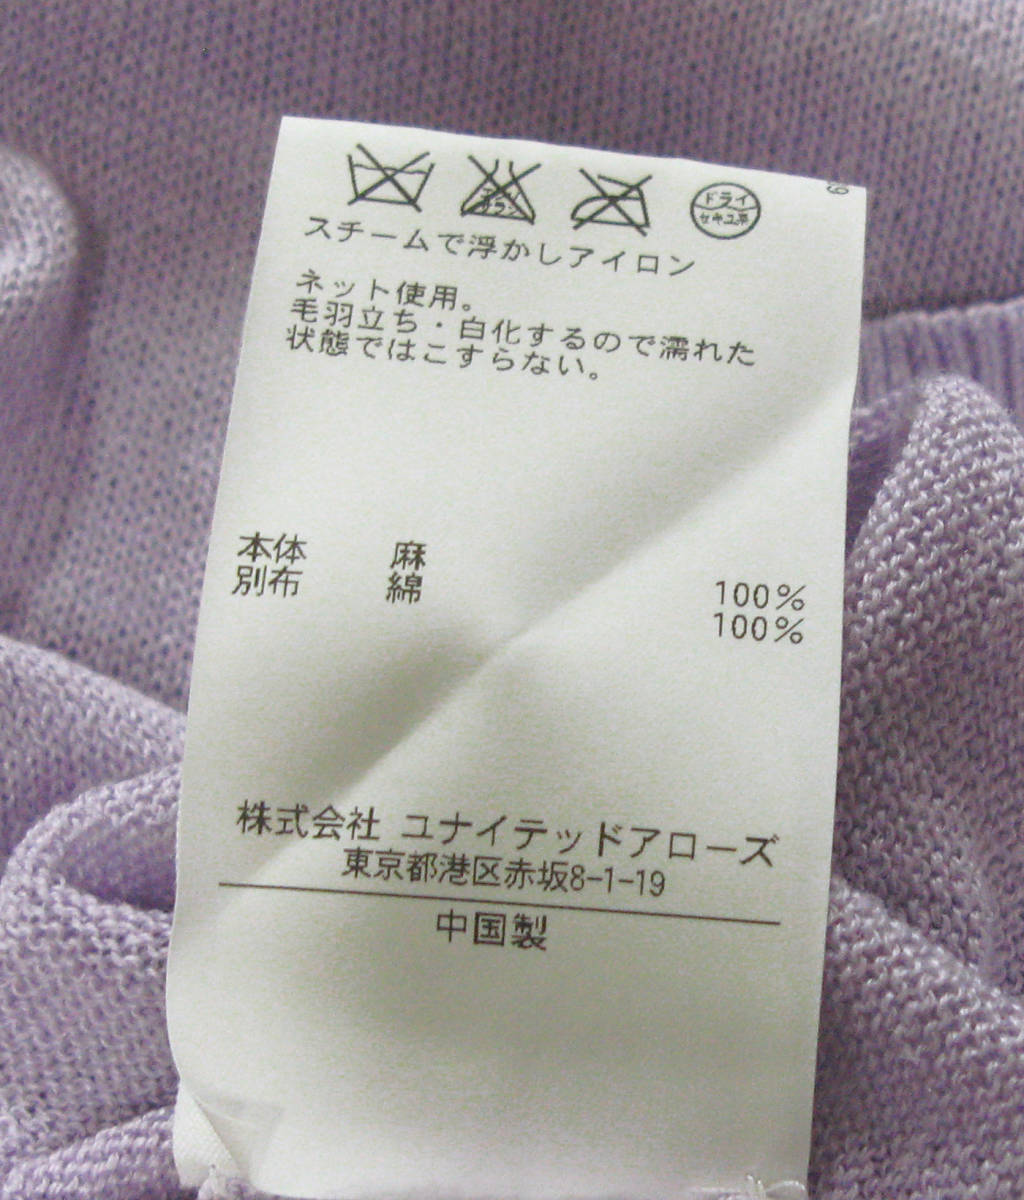 ドライ
セキユ系
スチームで浮かしアイロン
ネット使用。
毛羽立ち・白化するので濡れた
状態ではこすらない。
本体 麻 100%
別布 綿 100%
株式会社 ユナイテッドアローズ
東京都港区赤坂8-1-19
中国製